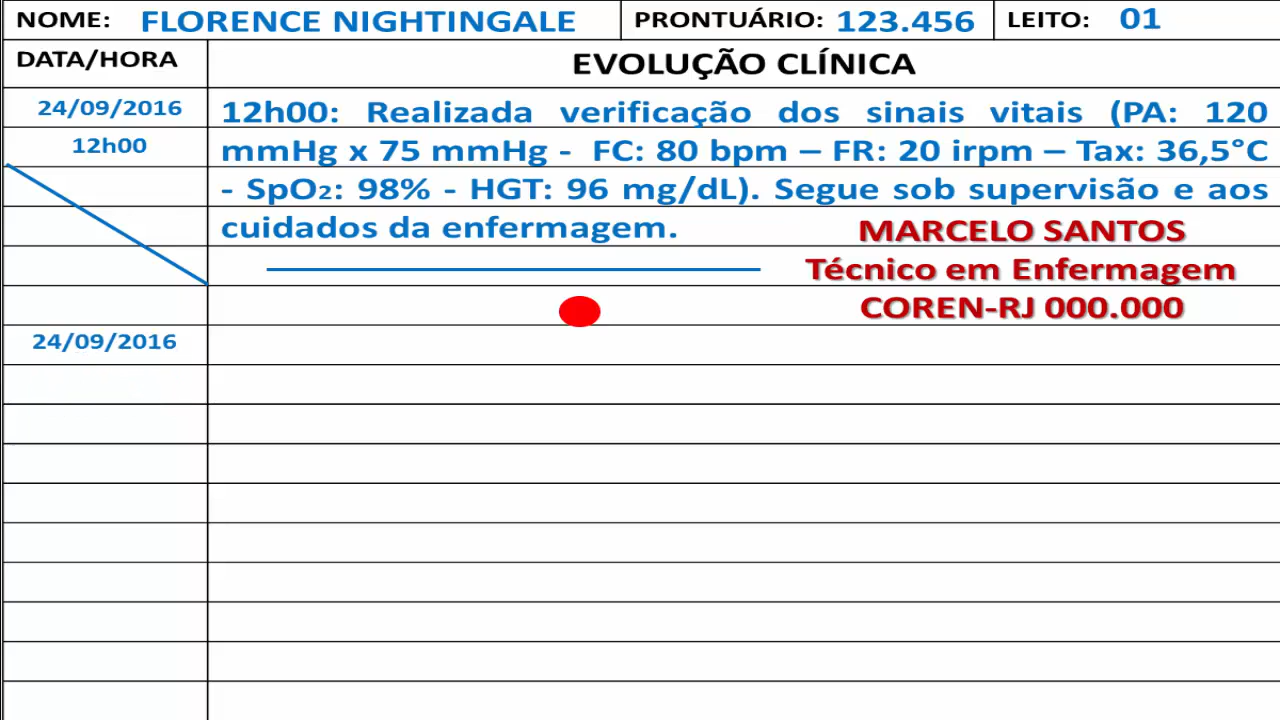 NOME: FLORENCE NIGHTINGALE PRONTUÁRIO: 123.456 LEITO: 01
DATA/HORA EVOLUÇÃO CLÍNICA
24/09/2016 12h00: Realizada verificação dos sinais vitais (PA: 120
12h00 mmHg x 75 mmHg - FC: 80 bpm – FR: 20 irpm – Tax: 36,5°C
- SpO₂: 98% - HGT: 96 mg/dL). Segue sob supervisão e aos
cuidados da enfermagem. MARCELO SANTOS
Técnico em Enfermagem
COREN-RJ 000.000
24/09/2016